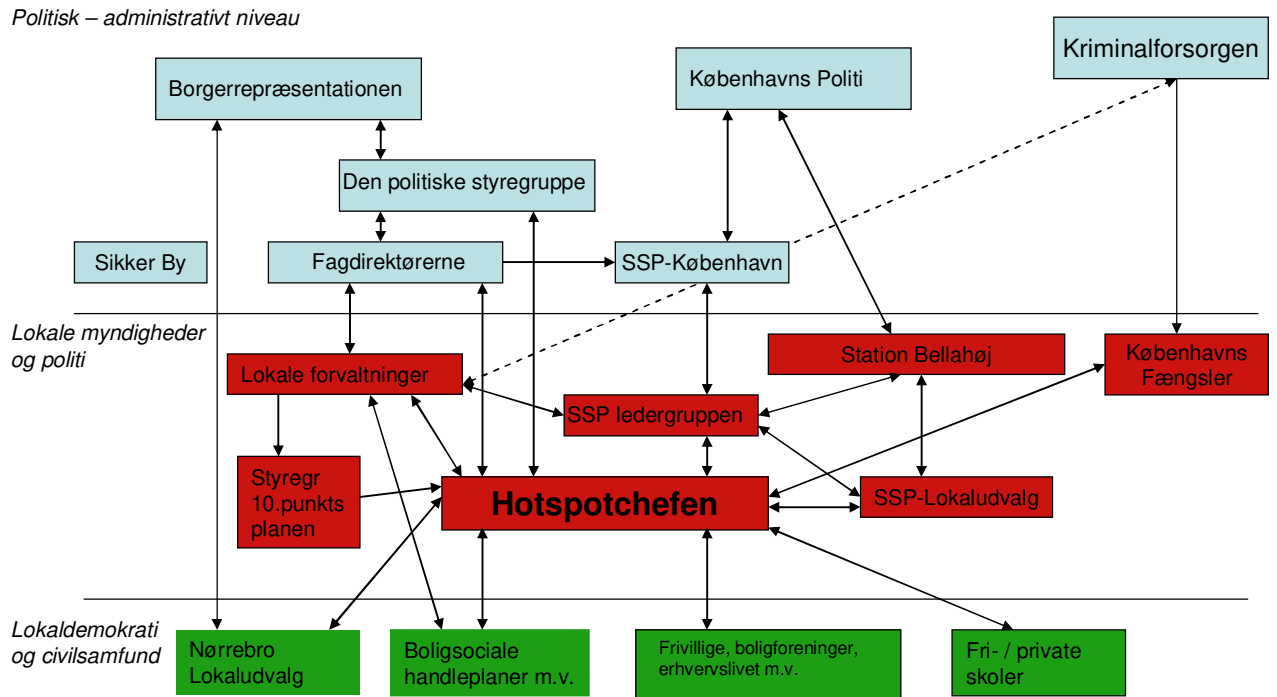 Politisk – administrativt niveau
Kriminalforsorgen
Københavns Politi
Borgerrepræsentationen
Den politiske styregruppe
Sikker By
Fagdirektørerne
SSP-København
Lokale myndigheder
og politi
Station Bellahøj
Københavns
Fængsler
Lokale forvaltninger
SSP ledergruppen
Styregr
10.punkts
planen
Hotspotchefen
SSP-Lokaludvalg
Lokaldemokrati
og civilsamfund
Nørrebro
Lokaludvalg
Boligsociale
handleplaner m.v.
Frivillige, boligforeninger,
erhvervslivet m.v.
Fri- / private
skoler